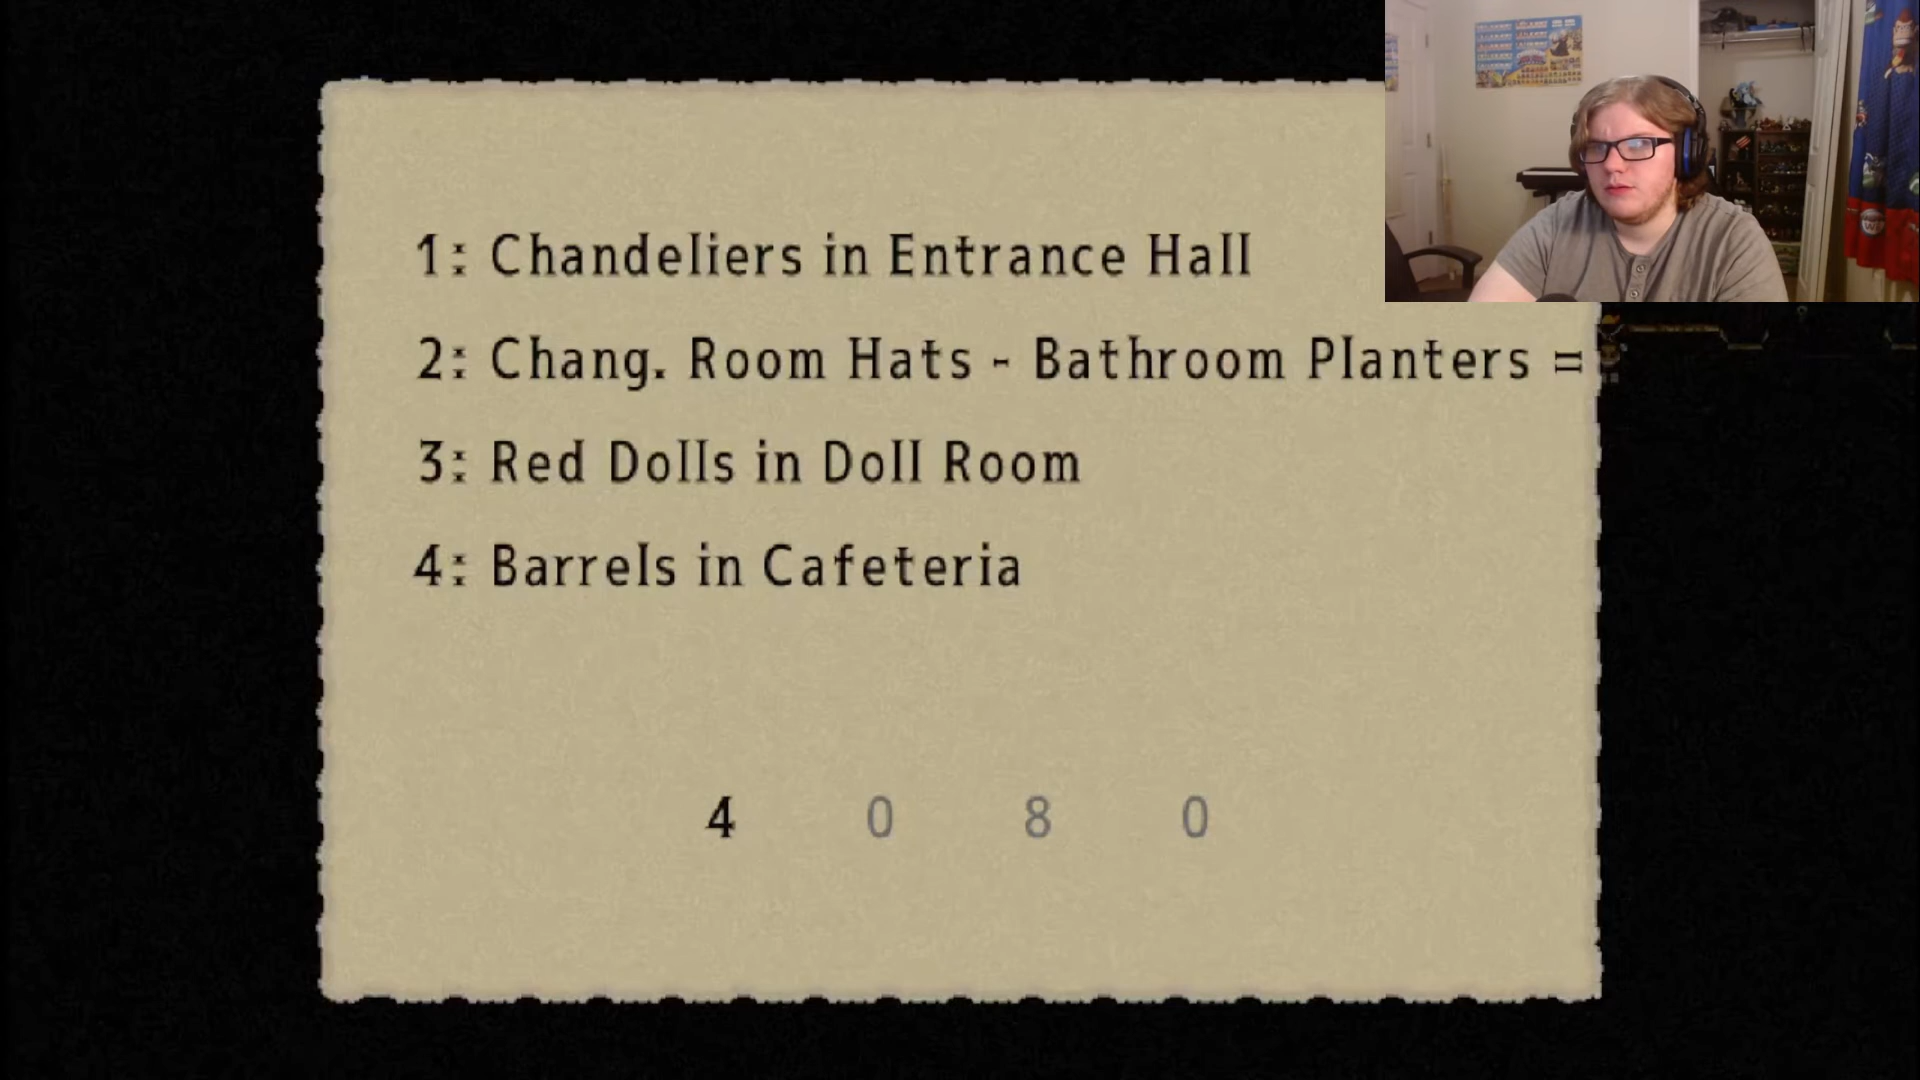 1: Chandeliers in Entrance Hall
2: Chang. Room Hats - Bathroom Planters =
3: Red Dolls in Doll Room
4: Barrels in Cafeteria
4 0 8 0